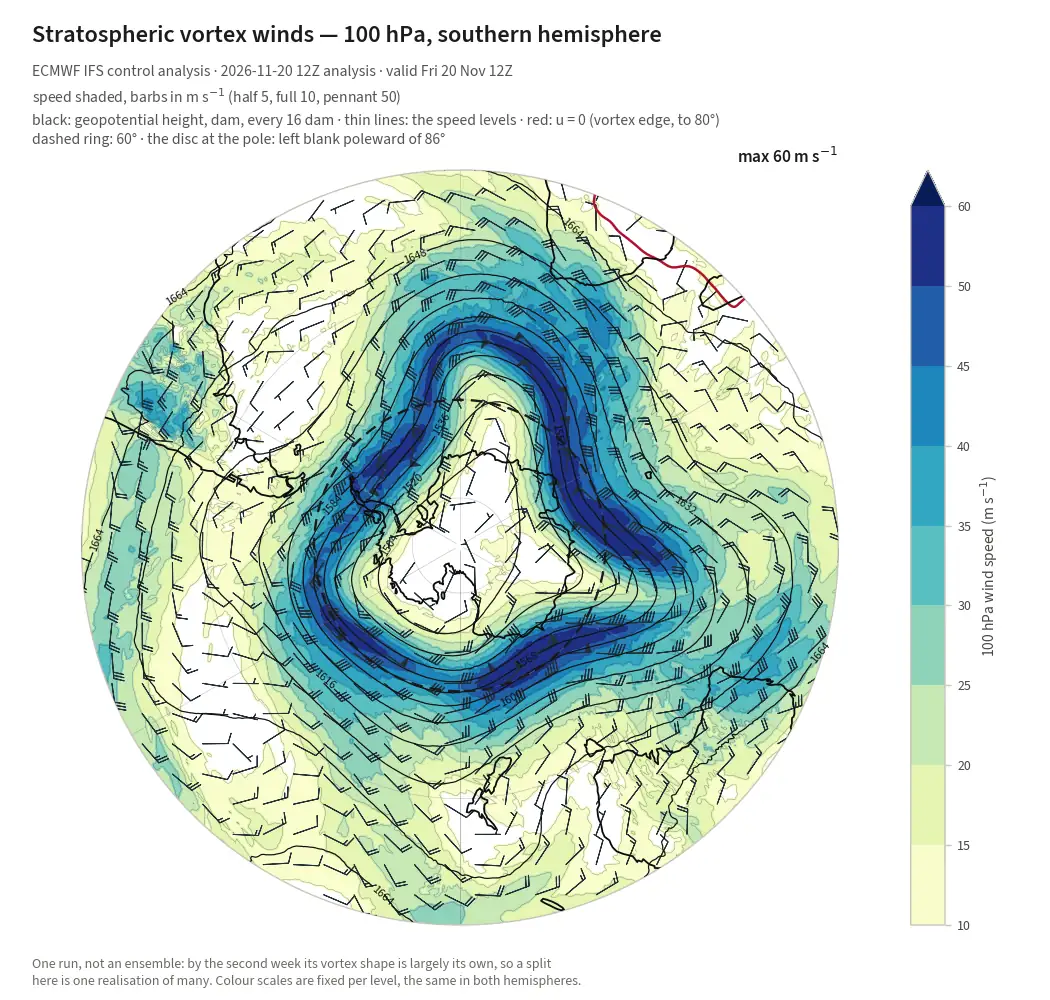 Stratospheric vortex winds — 100 hPa, southern hemisphere
ECMWF IFS control analysis · 2026-11-20 12Z analysis · valid Fri 20 Nov 12Z
speed shaded, barbs in m s⁻¹ (half 5, full 10, pennant 50)
black: geopotential height, dam, every 16 dam · thin lines: the speed levels · red: u = 0 (vortex edge, to 80°)
dashed ring: 60° · the disc at the pole: left blank poleward of 86°
max 60 m s⁻¹
1664
1648
1664
1632
1536
1520
1584
1664
1664
1568
1600
1616
1664
60
50
45
40
35
30
25
20
15
10
100 hPa wind speed (m s⁻¹)
One run, not an ensemble: by the second week its vortex shape is largely its own, so a split
here is one realisation of many. Colour scales are fixed per level, the same in both hemispheres.